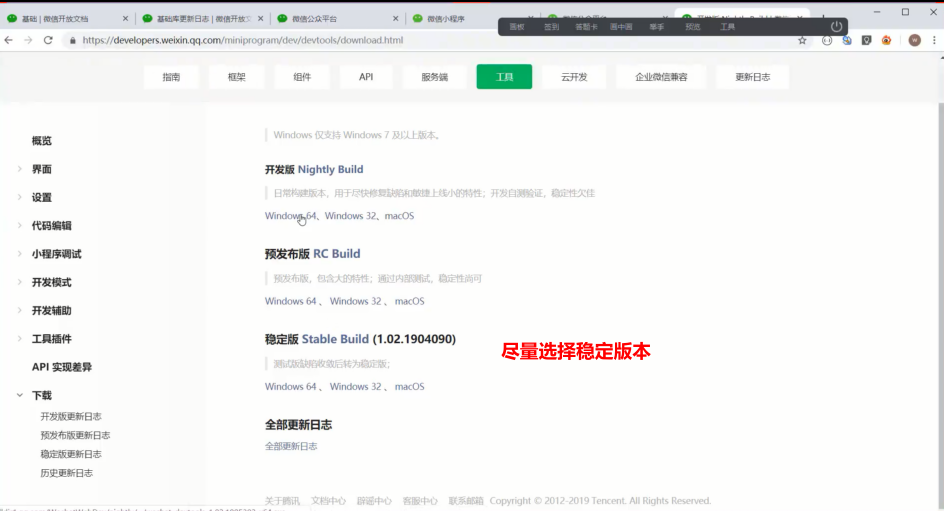 基础 | 微信开放文档
基础库更新日志 | 微信开放文
微信公众平台
微信小程序
画板 签到 答题卡 画中画 举手 预览 工具
https://developers.weixin.qq.com/miniprogram/dev/devtools/download.html
指南 框架 组件 API 服务端 工具 云开发 企业微信兼容 更新日志
概览
界面
设置
代码编辑
小程序调试
开发模式
开发辅助
工具插件
API 实现差异
下载
开发版更新日志
预发布版更新日志
稳定版更新日志
历史更新日志
Windows 仅支持 Windows 7 及以上版本。
开发版 Nightly Build
日常构建版本，用于尽快修复缺陷和敏捷上线小的特性；开发自测验证，稳定性欠佳
Windows 64、Windows 32、macOS
预发布版 RC Build
预发布版，包含大的特性；通过内部测试，稳定性尚可
Windows 64 、 Windows 32 、 macOS
稳定版 Stable Build (1.02.1904090)
尽量选择稳定版本
测试版缺陷收敛后转为稳定版；
Windows 64 、 Windows 32 、 macOS
全部更新日志
全部更新日志
关于腾讯 文档中心 辟谣中心 客服中心 联系邮箱 Copyright © 2012-2019 Tencent. All Rights Reserved.